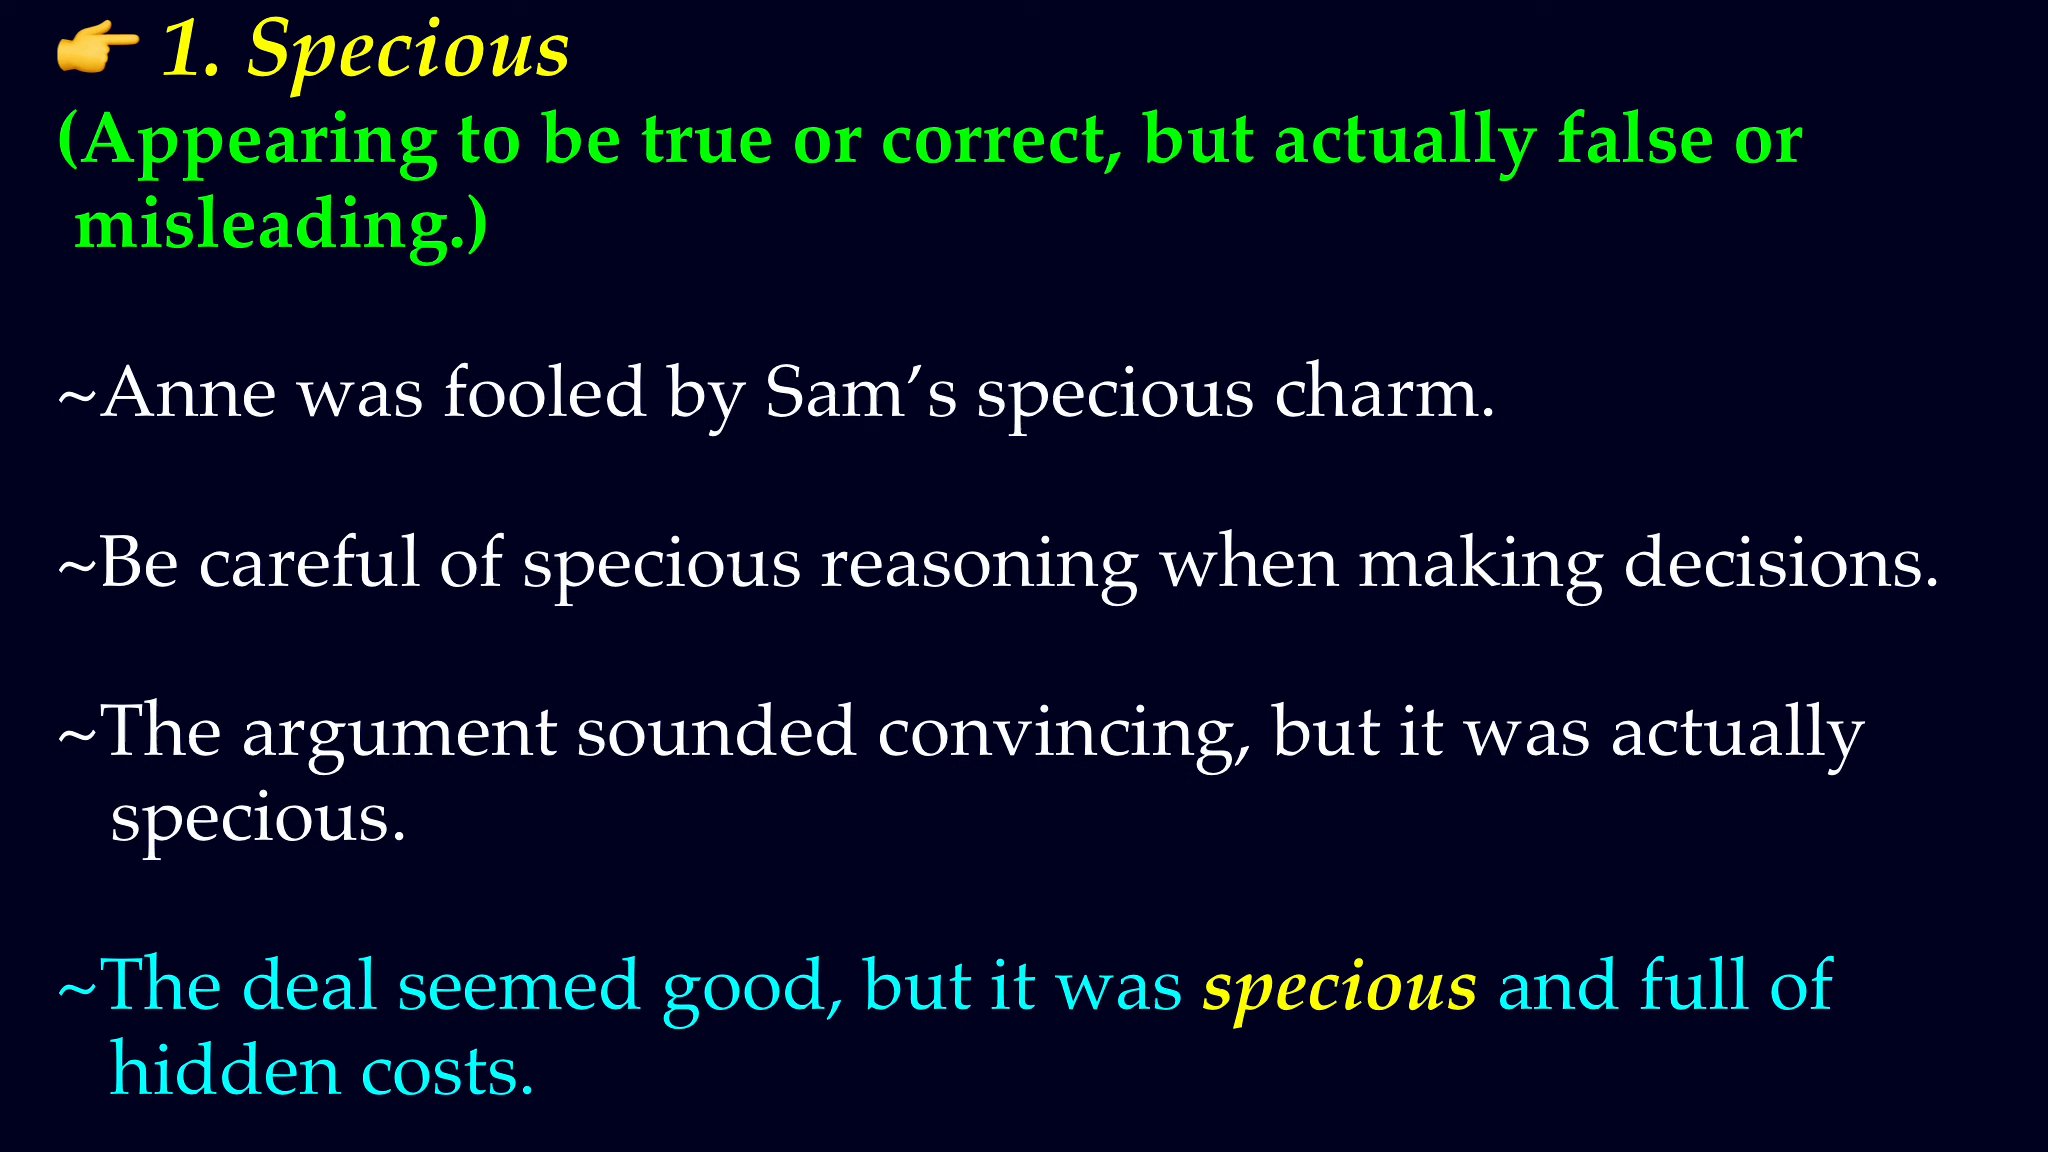 👉 1. Specious
(Appearing to be true or correct, but actually false or
misleading.)
~Anne was fooled by Sam’s specious charm.
~Be careful of specious reasoning when making decisions.
~The argument sounded convincing, but it was actually
specious.
~The deal seemed good, but it was specious and full of
hidden costs.